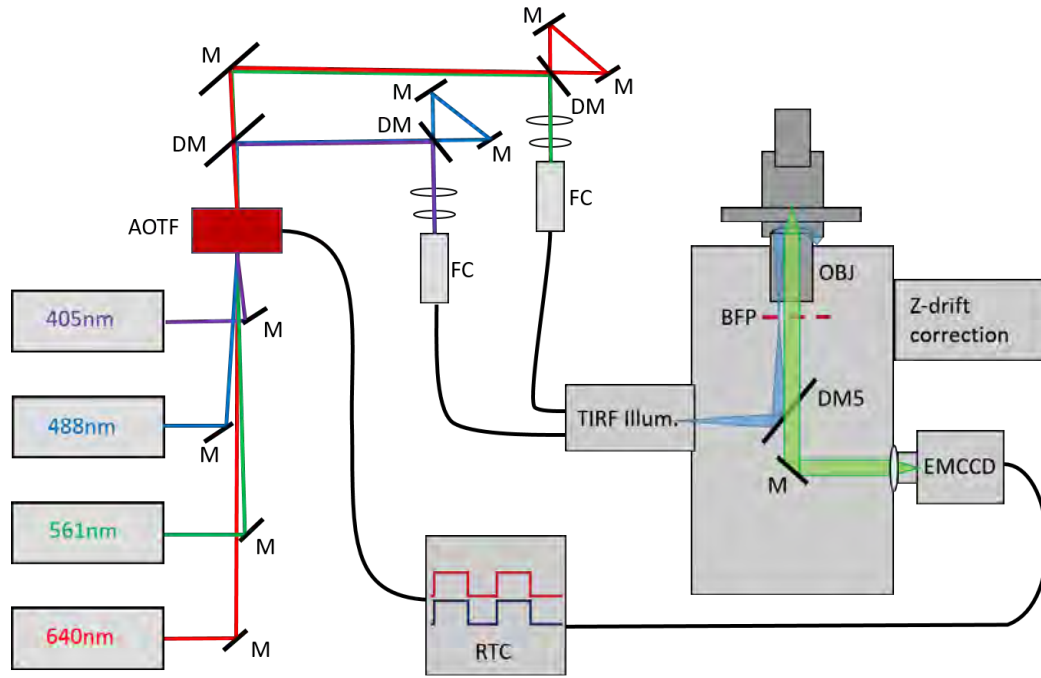 M
M
M
M
DM
DM
DM
M
AOTF
FC
FC
OBJ
405nm
M
BFP
Z-drift
correction
488nm
M
DM5
TIRF Illum.
M
EMCCD
561nm
M
640nm
M
RTC